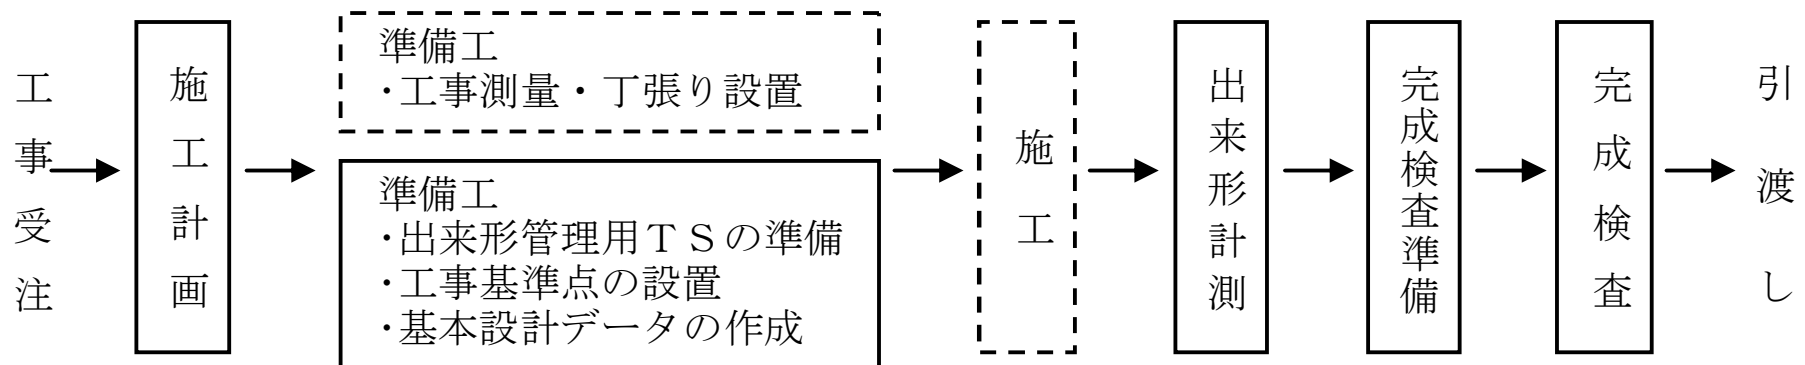 工事受注
施工計画
準備工
・工事測量・丁張り設置
準備工
・出来形管理用ＴＳの準備
・工事基準点の設置
・基本設計データの作成
施工
出来形計測
完成検査準備
完成検査
引渡し